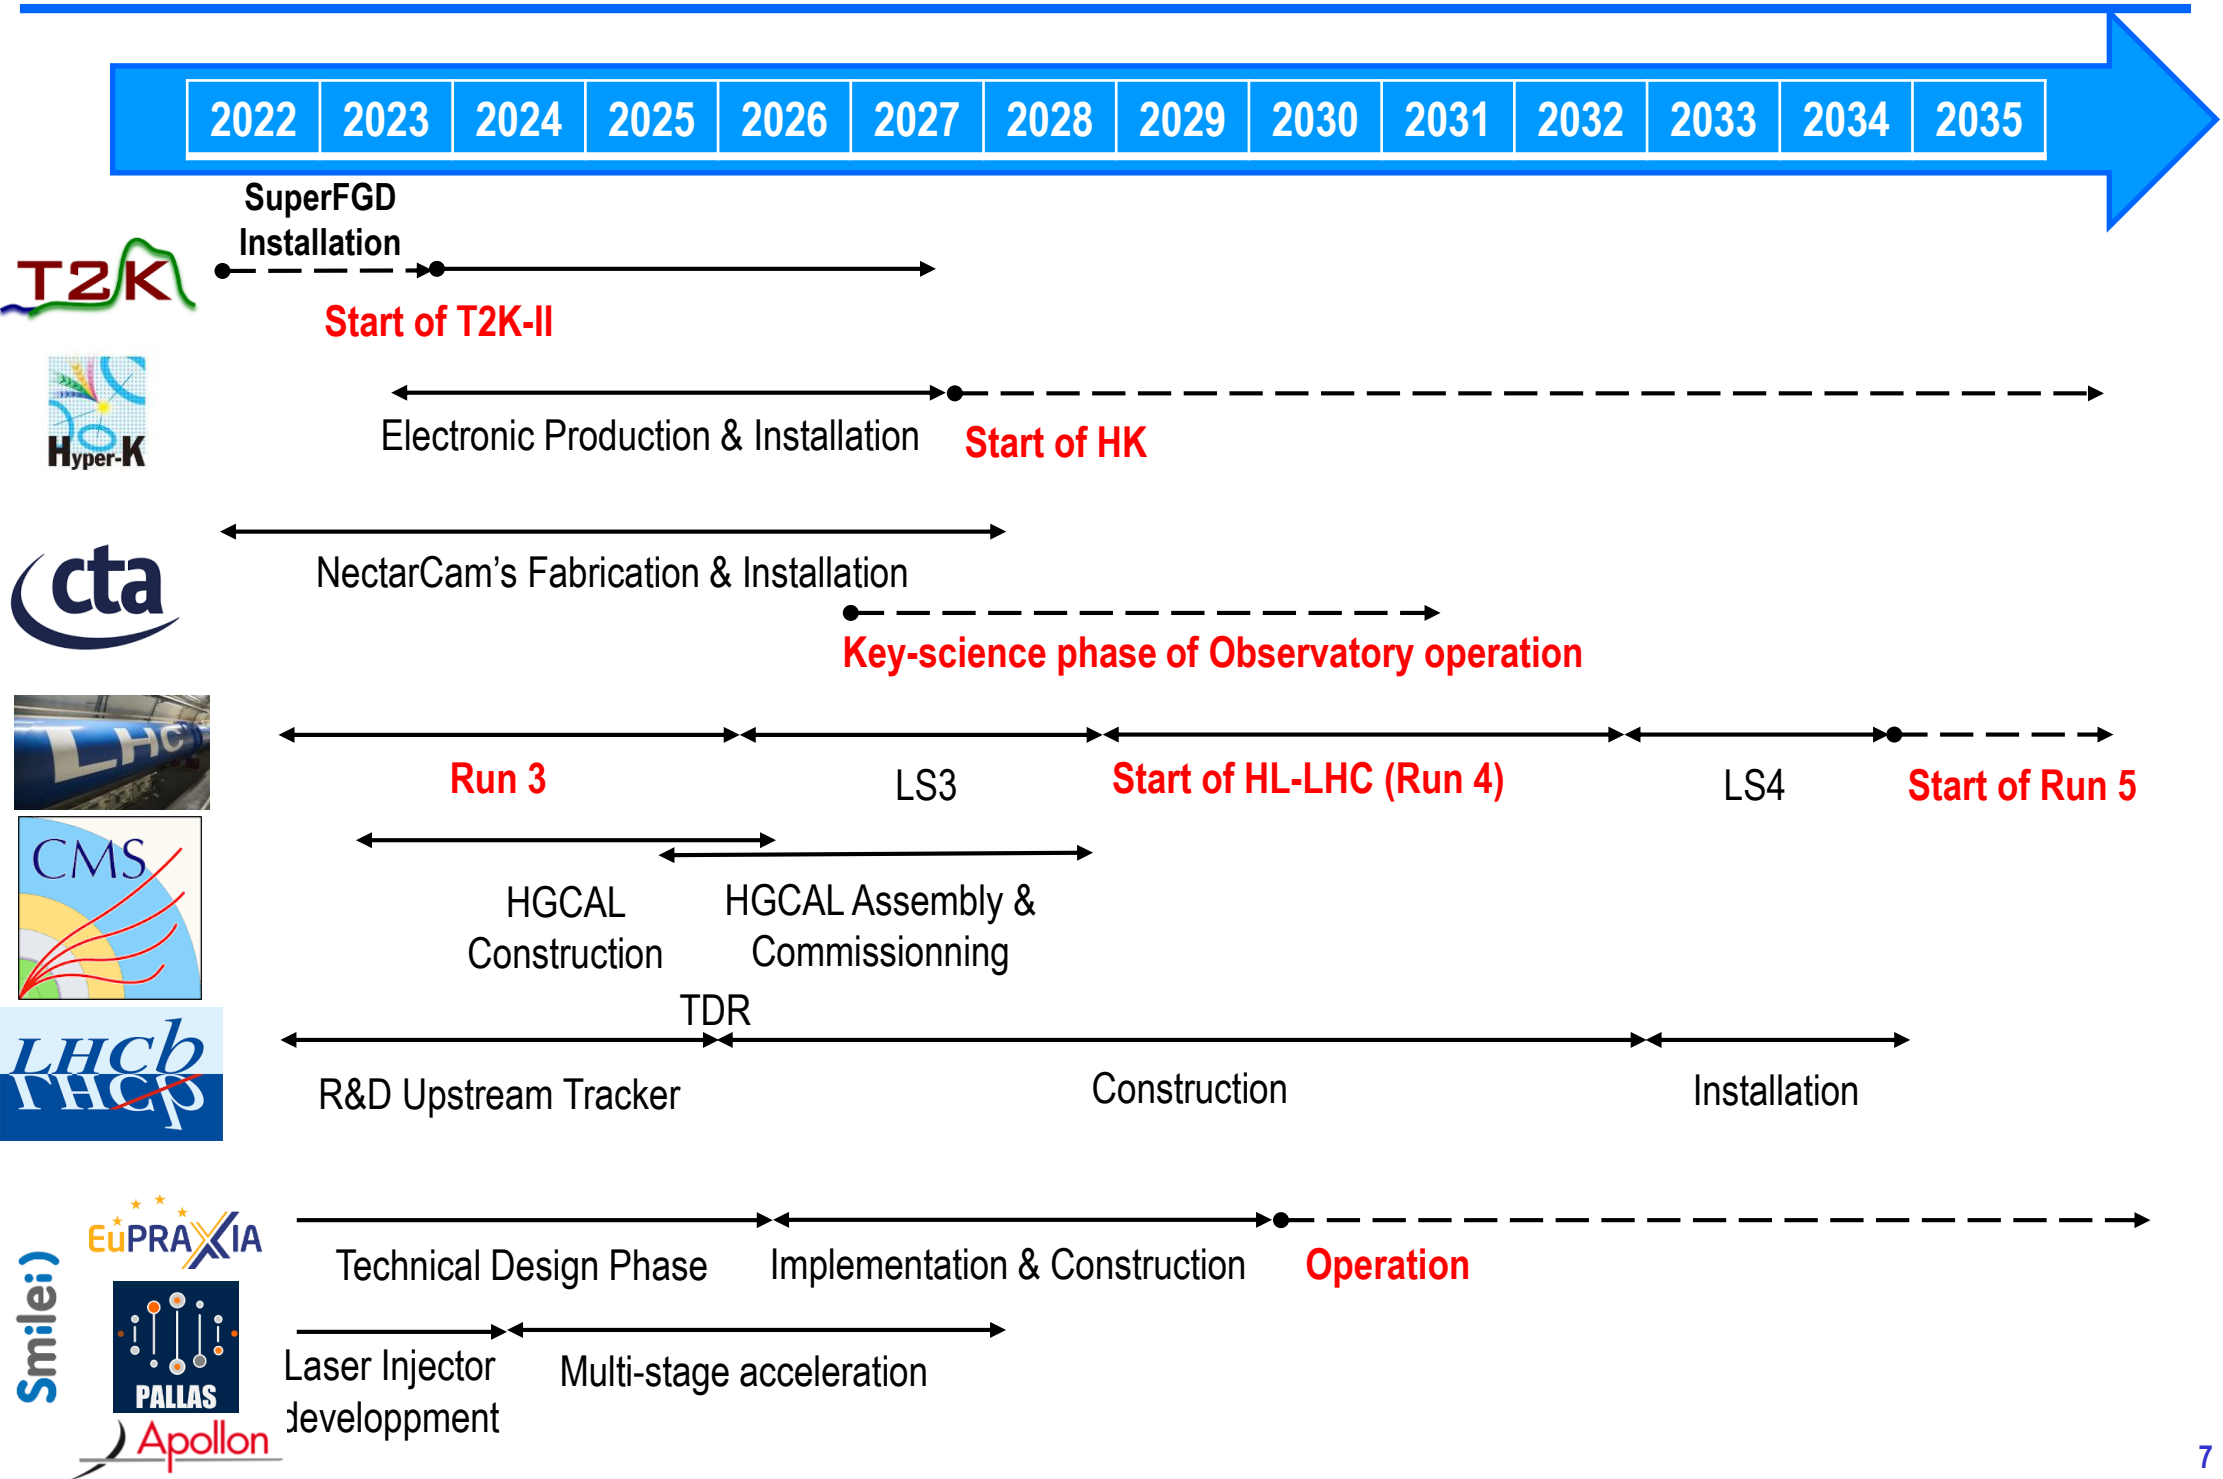 2022 2023 2024 2025 2026 2027 2028 2029 2030 2031 2032 2033 2034 2035
SuperFGD
Installation
T2K
Start of T2K-II
Hyper-K
Electronic Production & Installation
Start of HK
cta
NectarCam’s Fabrication & Installation
Key-science phase of Observatory operation
LHC
Run 3
LS3
Start of HL-LHC (Run 4)
LS4
Start of Run 5
CMS
HGCAL
Construction
HGCAL Assembly &
Commissionning
TDR
LHCb
LHCb
R&D Upstream Tracker
Construction
Installation
EuPRAXIA
Technical Design Phase
Implementation & Construction
Operation
Smilei)
PALLAS
Laser Injector
developpment
Multi-stage acceleration
Apollon
7